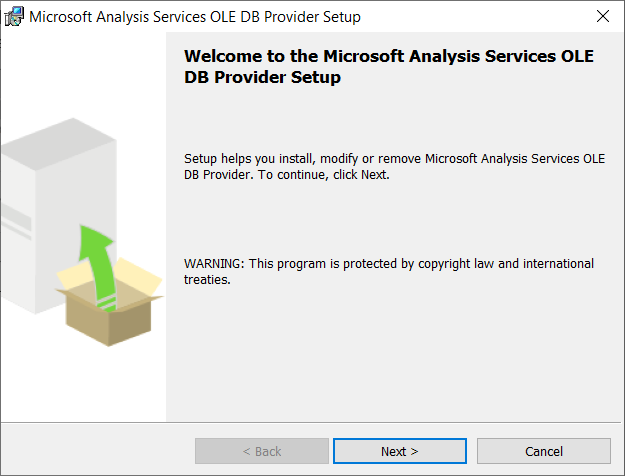 Microsoft Analysis Services OLE DB Provider Setup
Welcome to the Microsoft Analysis Services OLE
DB Provider Setup
Setup helps you install, modify or remove Microsoft Analysis Services OLE
DB Provider. To continue, click Next.
WARNING: This program is protected by copyright law and international
treaties.
< Back
Next >
Cancel